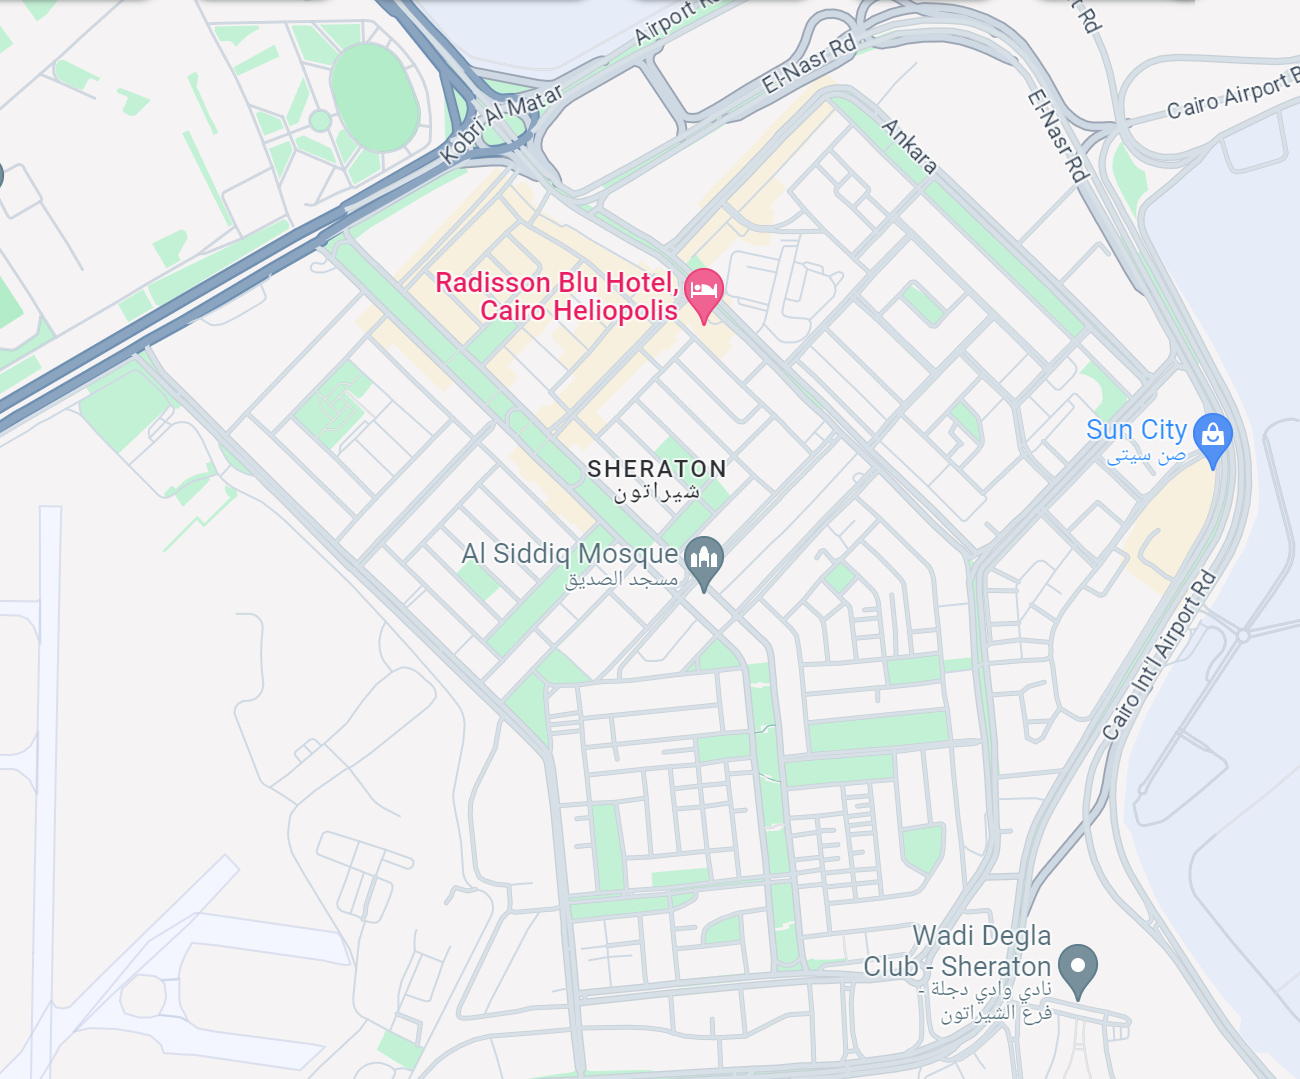 Airport R
t Rd
El-Nasr Rd
Kobri Al Matar
Cairo Airport
El-Nasr Rd
Ankara
Radisson Blu Hotel,
Cairo Heliopolis
Sun City
صن سيتى
SHERATON
شيراتون
Al Siddiq Mosque
مسجد الصديق
Cairo Int'l Airport Rd
Wadi Degla
Club - Sheraton
نادي وادي دجلة -
فرع الشيراتون